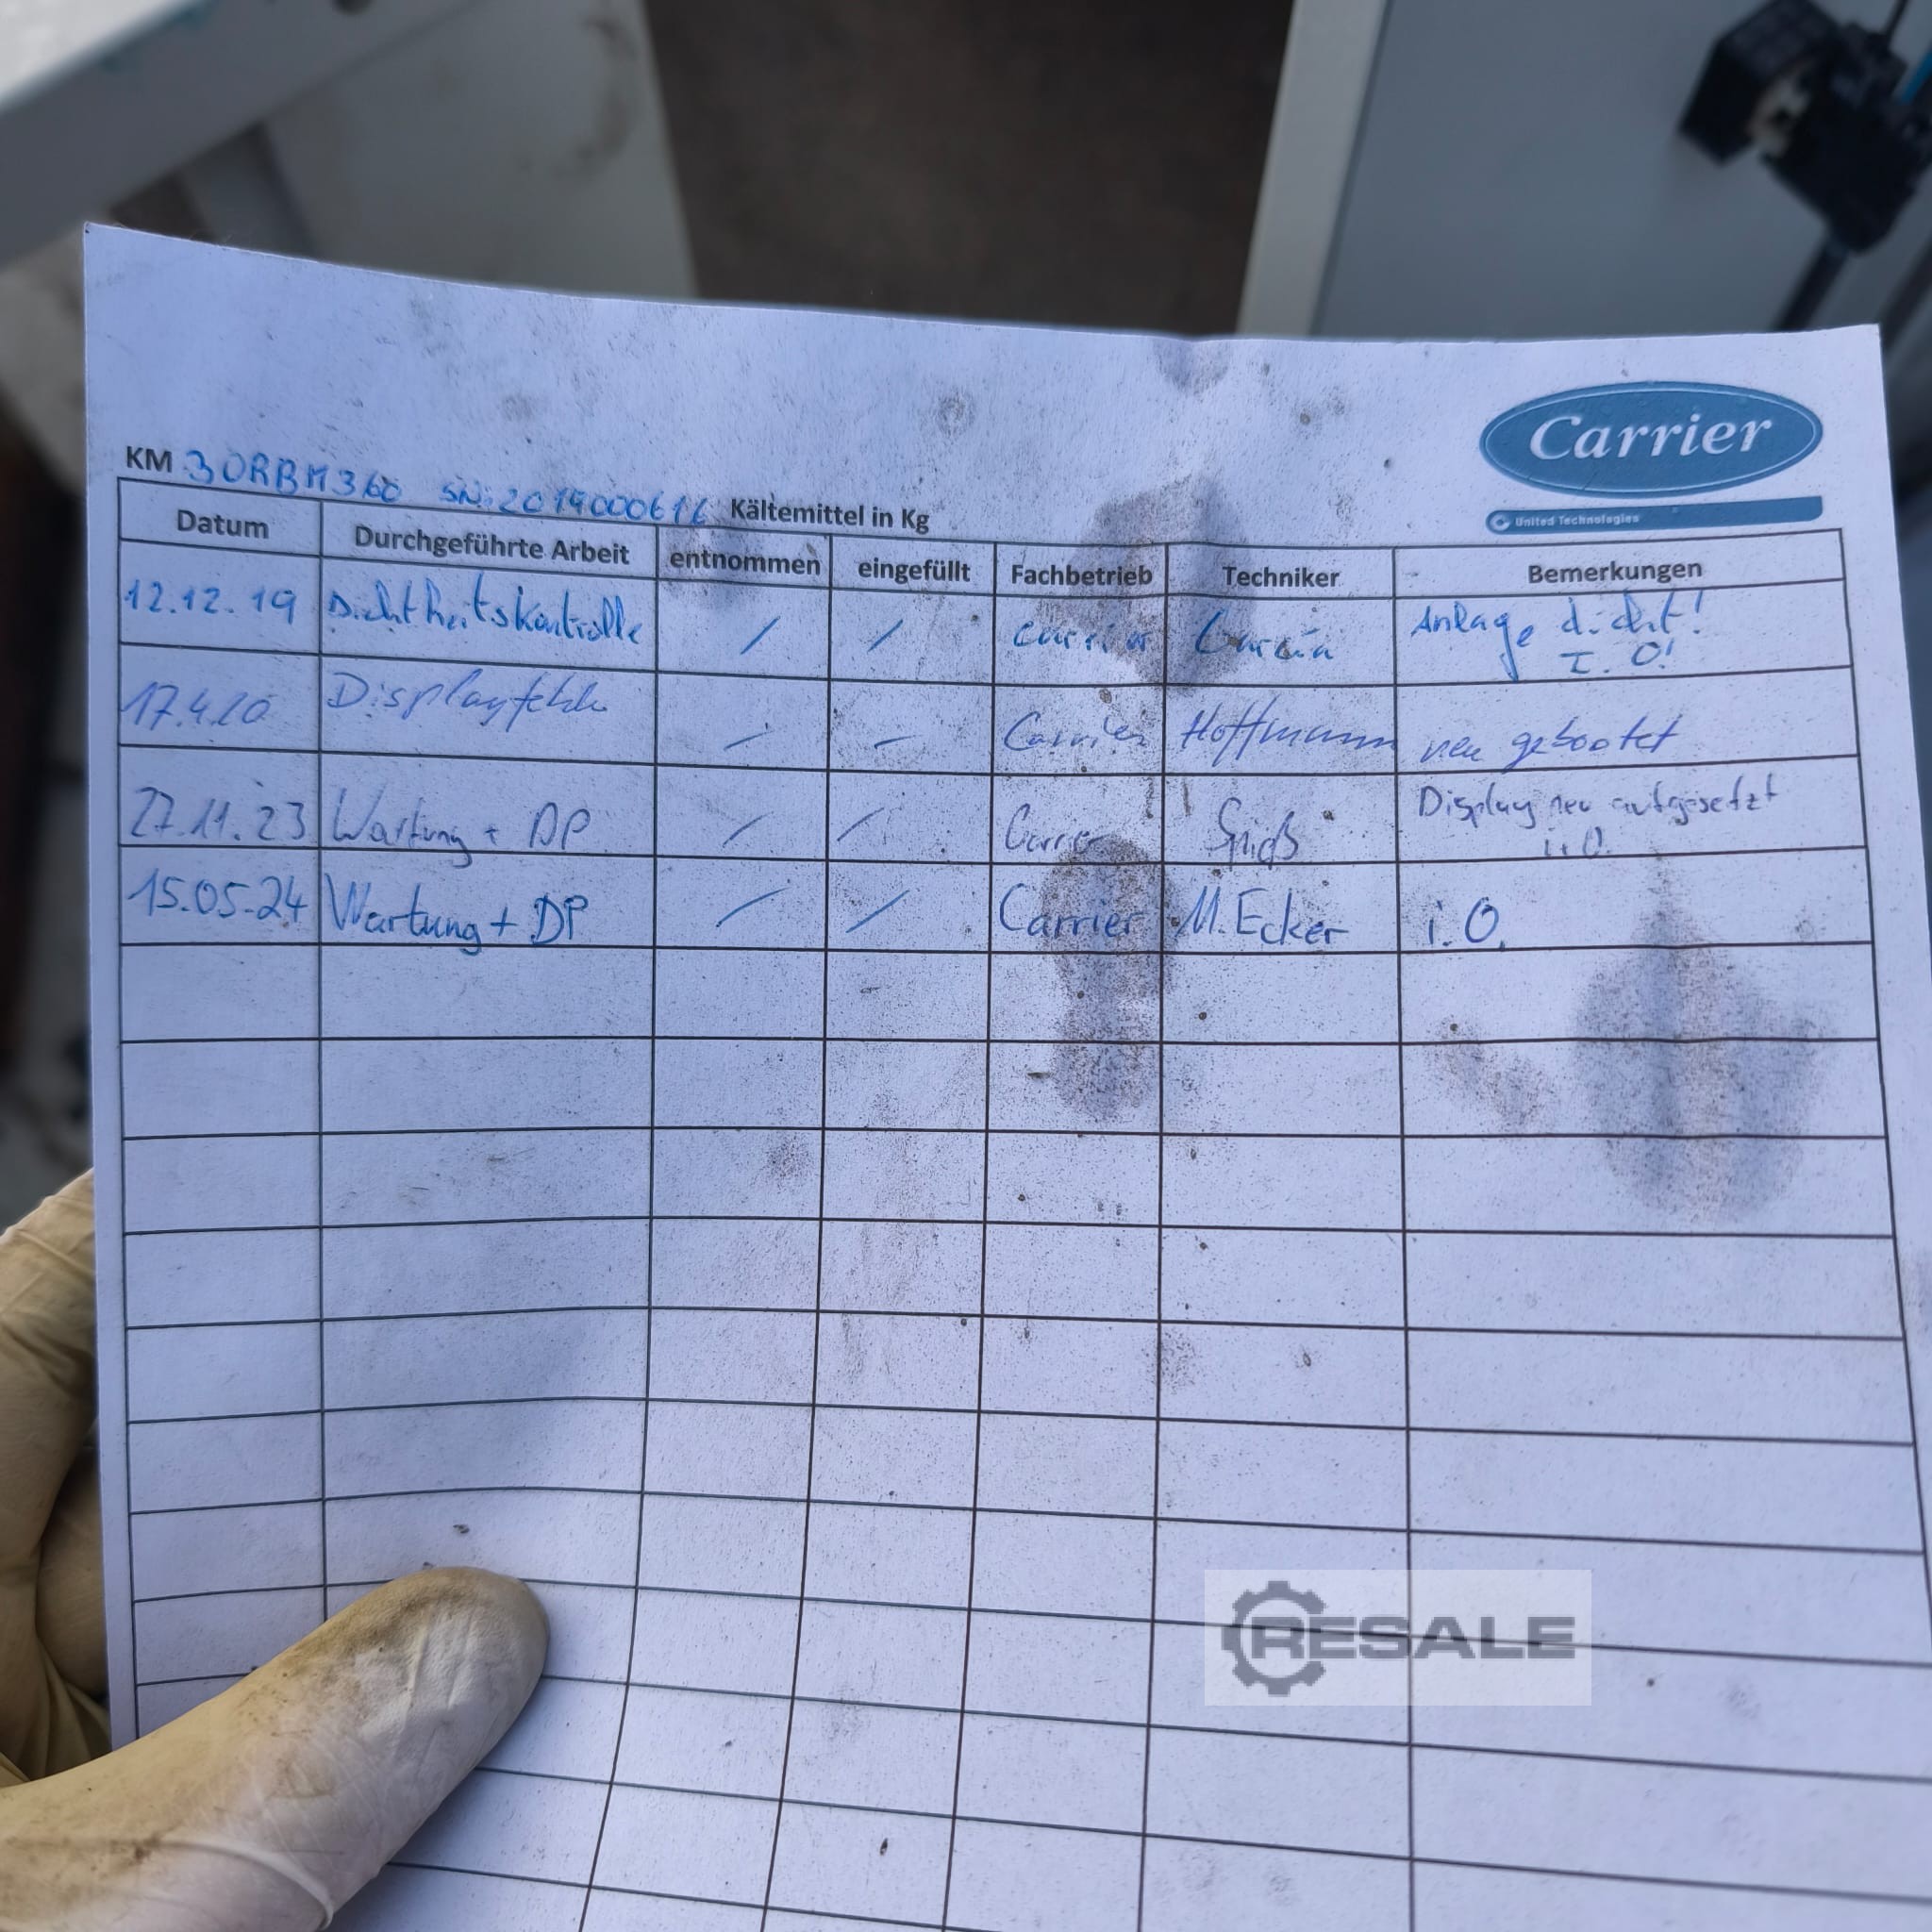 Carrier
United Technologies
KM 30RBM360 SN: 2019000616 Kältemittel in Kg
Datum Durchgeführte Arbeit entnommen eingefüllt Fachbetrieb Techniker Bemerkungen
12.12.19 Dichtheitskontrolle / / Carrier Garcia Anlage dicht!
I.O!
17.4.20 Displayfehler / / Carrier Hoffmann neu gebootet
27.11.23 Wartung + DP / / Carrier Spieß Display neu aufgesetzt
i.O.
15.05.24 Wartung + DP / / Carrier M. Ecker i.O.
RESALE